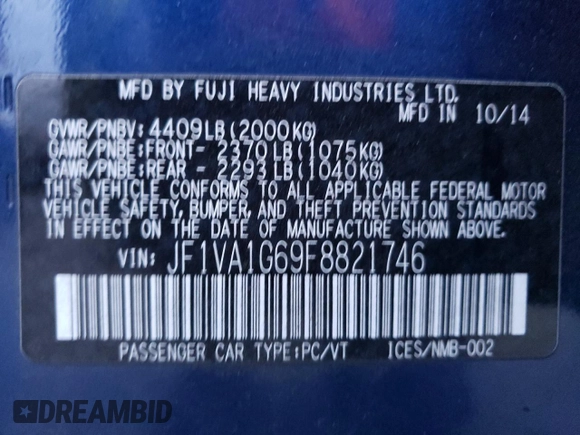 MFD BY FUJI HEAVY INDUSTRIES LTD.
MFD IN 10/14
GVWR/PNBV: 4409LB(2000KG)
GAWR/PNBE:FRONT- 2370LB(1075KG)
GAWR/PNBE:REAR - 2293LB(1040KG)
THIS VEHICLE CONFORMS TO ALL APPLICABLE FEDERAL MOTOR
VEHICLE SAFETY, BUMPER, AND THEFT PREVENTION STANDARDS
IN EFFECT ON THE DATE OF MANUFACTURE SHOWN ABOVE.
VIN: JF1VA1G69F8821746
PASSENGER CAR TYPE:PC/VT ICES/NMB-002
DREAMBID